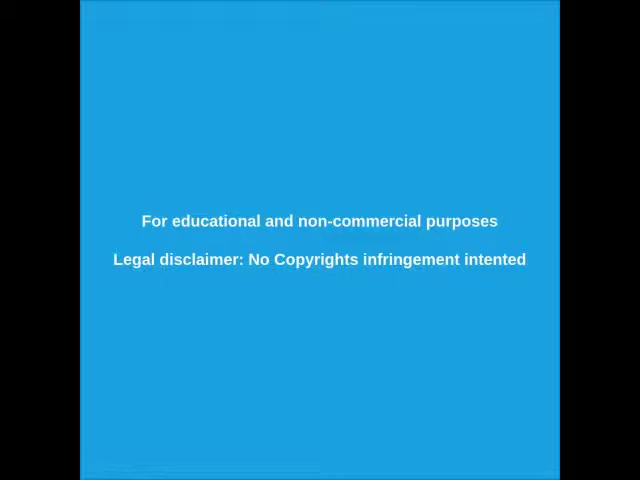 For educational and non-commercial purposes
Legal disclaimer: No Copyrights infringement intented